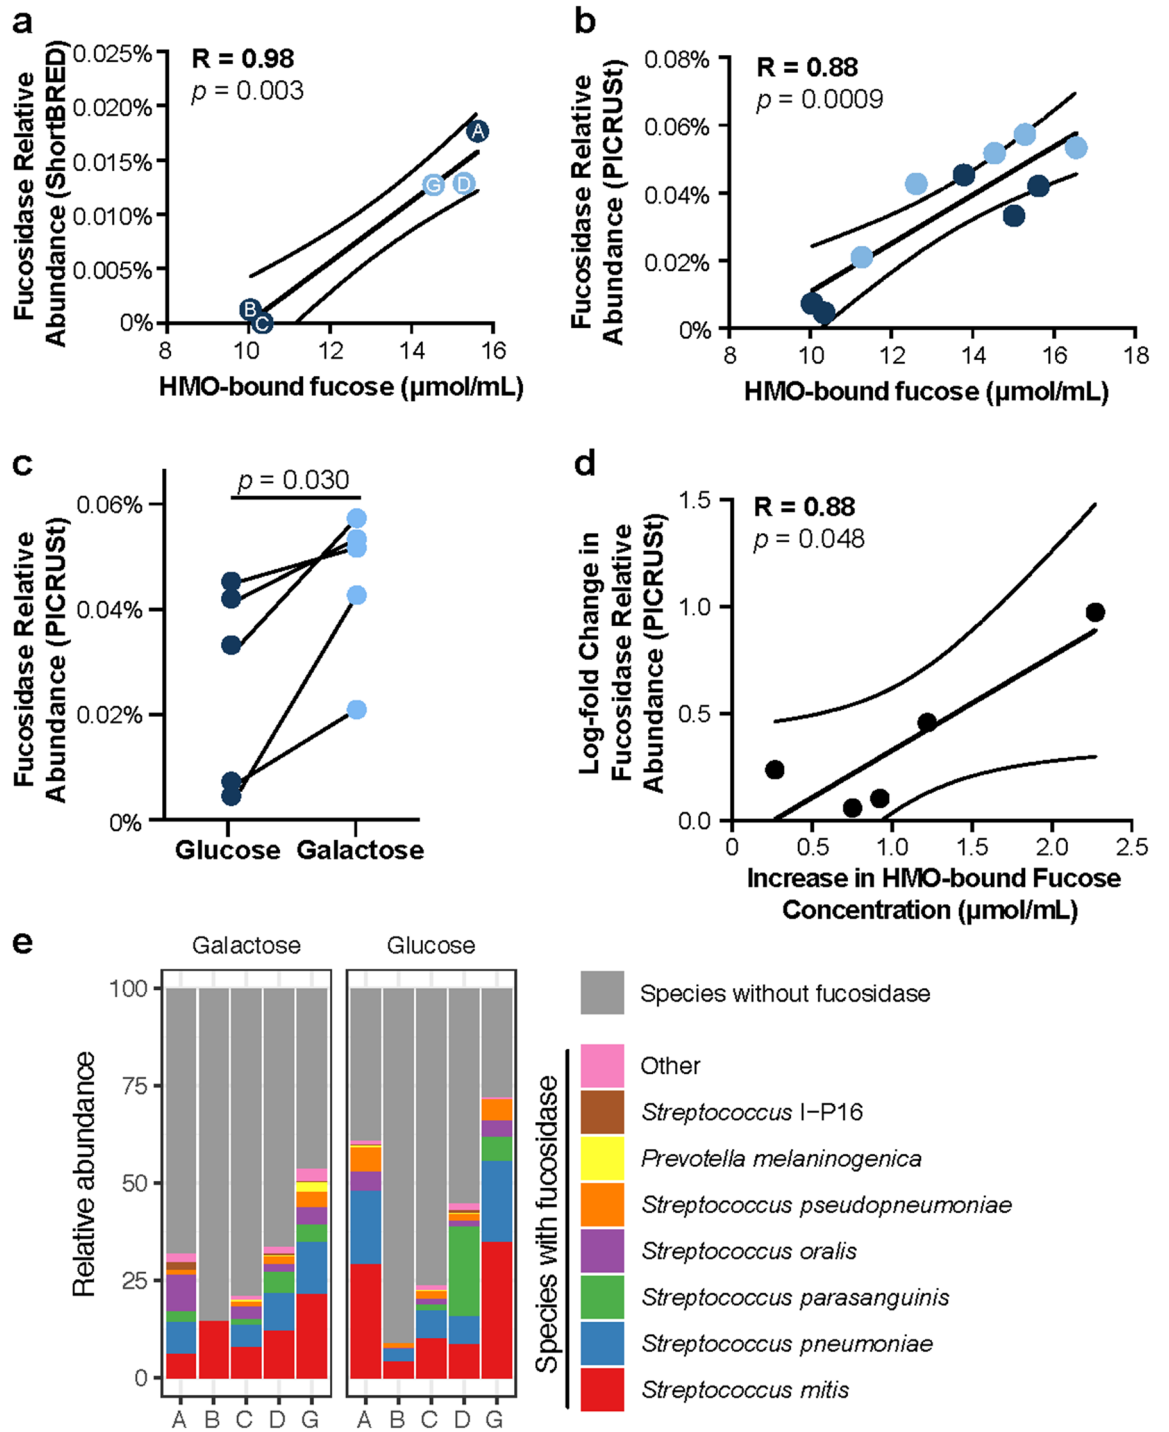 a
Fucosidase Relative
Abundance (ShortBRED)
0.025%
0.020%
0.015%
0.010%
0.005%
0%
R = 0.98
p = 0.003
A
G
D
B
C
8
10
12
14
16
HMO-bound fucose (µmol/mL)
b
Fucosidase Relative
Abundance (PICRUSt)
0.08%
0.06%
0.04%
0.02%
0%
R = 0.88
p = 0.0009
8
10
12
14
16
18
HMO-bound fucose (µmol/mL)
c
Fucosidase Relative
Abundance (PICRUSt)
0.06%
0.04%
0.02%
0%
p = 0.030
Glucose
Galactose
d
Log-fold Change in
Fucosidase Relative
Abundance (PICRUSt)
1.5
1.0
0.5
0.0
R = 0.88
p = 0.048
0
0.5
1.0
1.5
2.0
2.5
Increase in HMO-bound Fucose
Concentration (µmol/mL)
e
Galactose
Glucose
Relative abundance
100
75
50
25
0
A
B
C
D
G
A
B
C
D
G
Species without fucosidase
Species with fucosidase
Other
Streptococcus I−P16
Prevotella melaninogenica
Streptococcus pseudopneumoniae
Streptococcus oralis
Streptococcus parasanguinis
Streptococcus pneumoniae
Streptococcus mitis